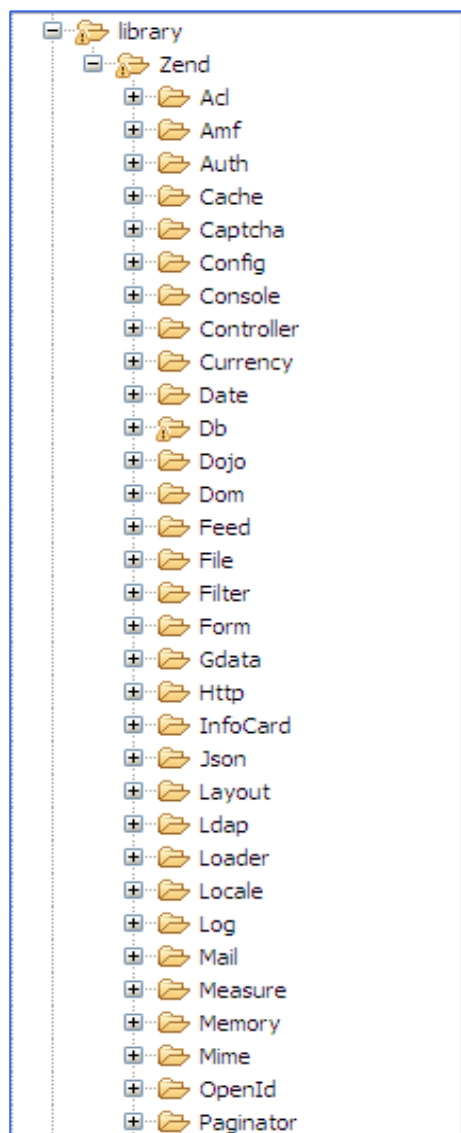 library
Zend
Acl
Amf
Auth
Cache
Captcha
Config
Console
Controller
Currency
Date
Db
Dojo
Dom
Feed
File
Filter
Form
Gdata
Http
InfoCard
Json
Layout
Ldap
Loader
Locale
Log
Mail
Measure
Memory
Mime
OpenId
Paginator